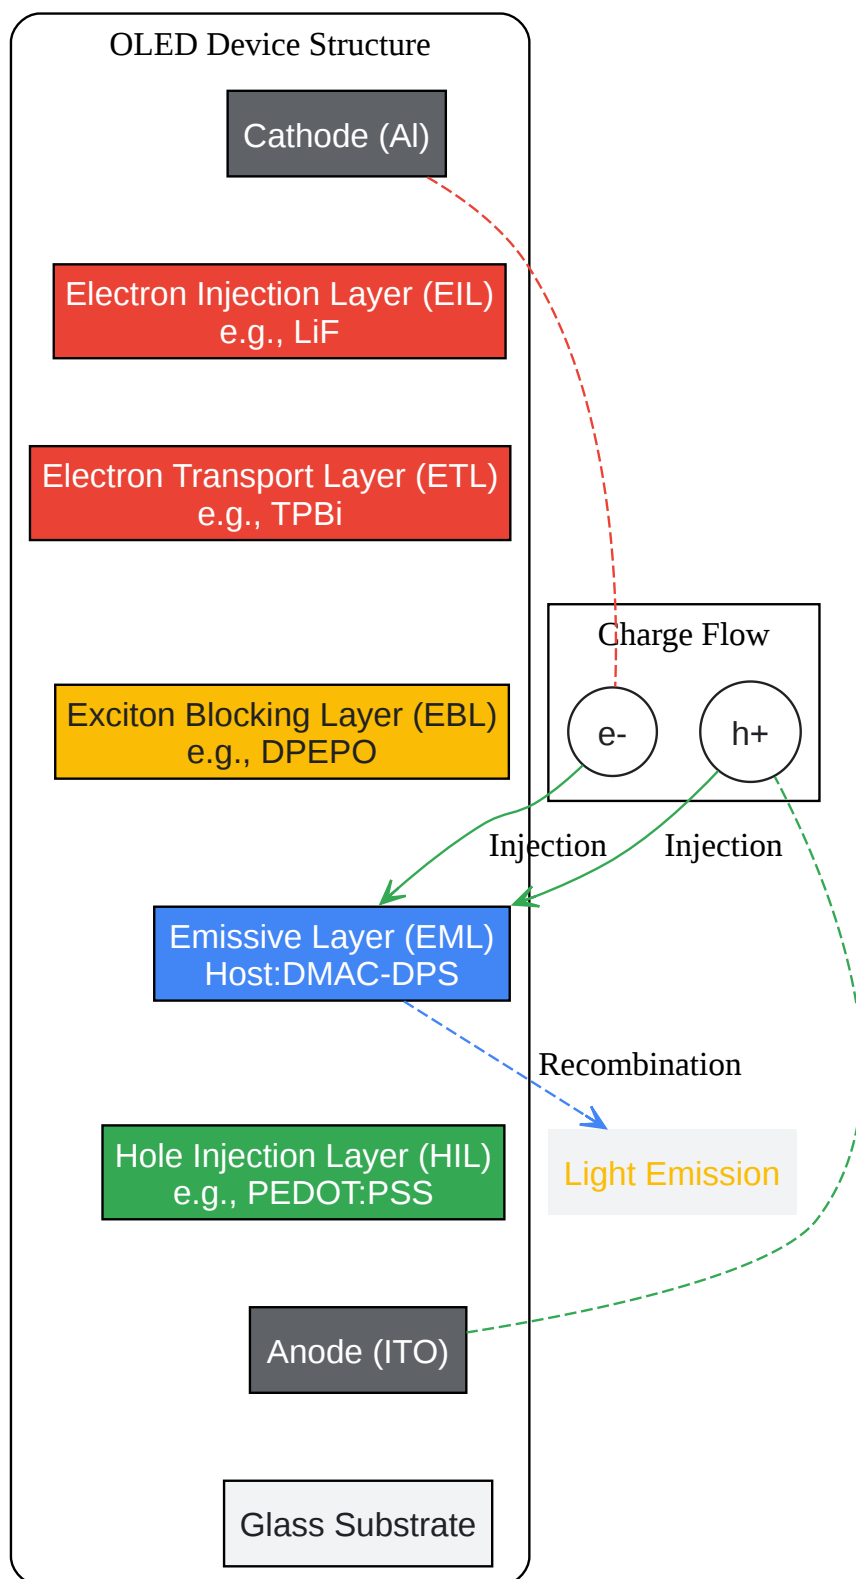 OLED Device Structure
Cathode (Al)
Electron Injection Layer (EIL)
e.g., LiF
Electron Transport Layer (ETL)
e.g., TPBi
Charge Flow
e-
h+
Exciton Blocking Layer (EBL)
e.g., DPEPO
Injection
Injection
Emissive Layer (EML)
Host:DMAC-DPS
Recombination
Hole Injection Layer (HIL)
e.g., PEDOT:PSS
Light Emission
Anode (ITO)
Glass Substrate